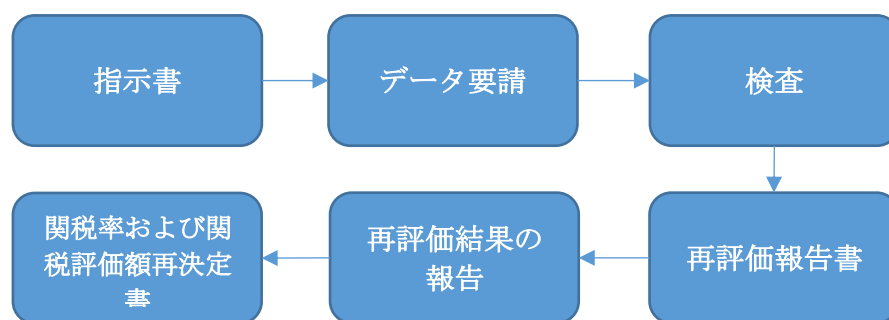 指示書
データ要請
検査
再評価報告書
再評価結果の
報告
関税率および関
税評価額再決定
書